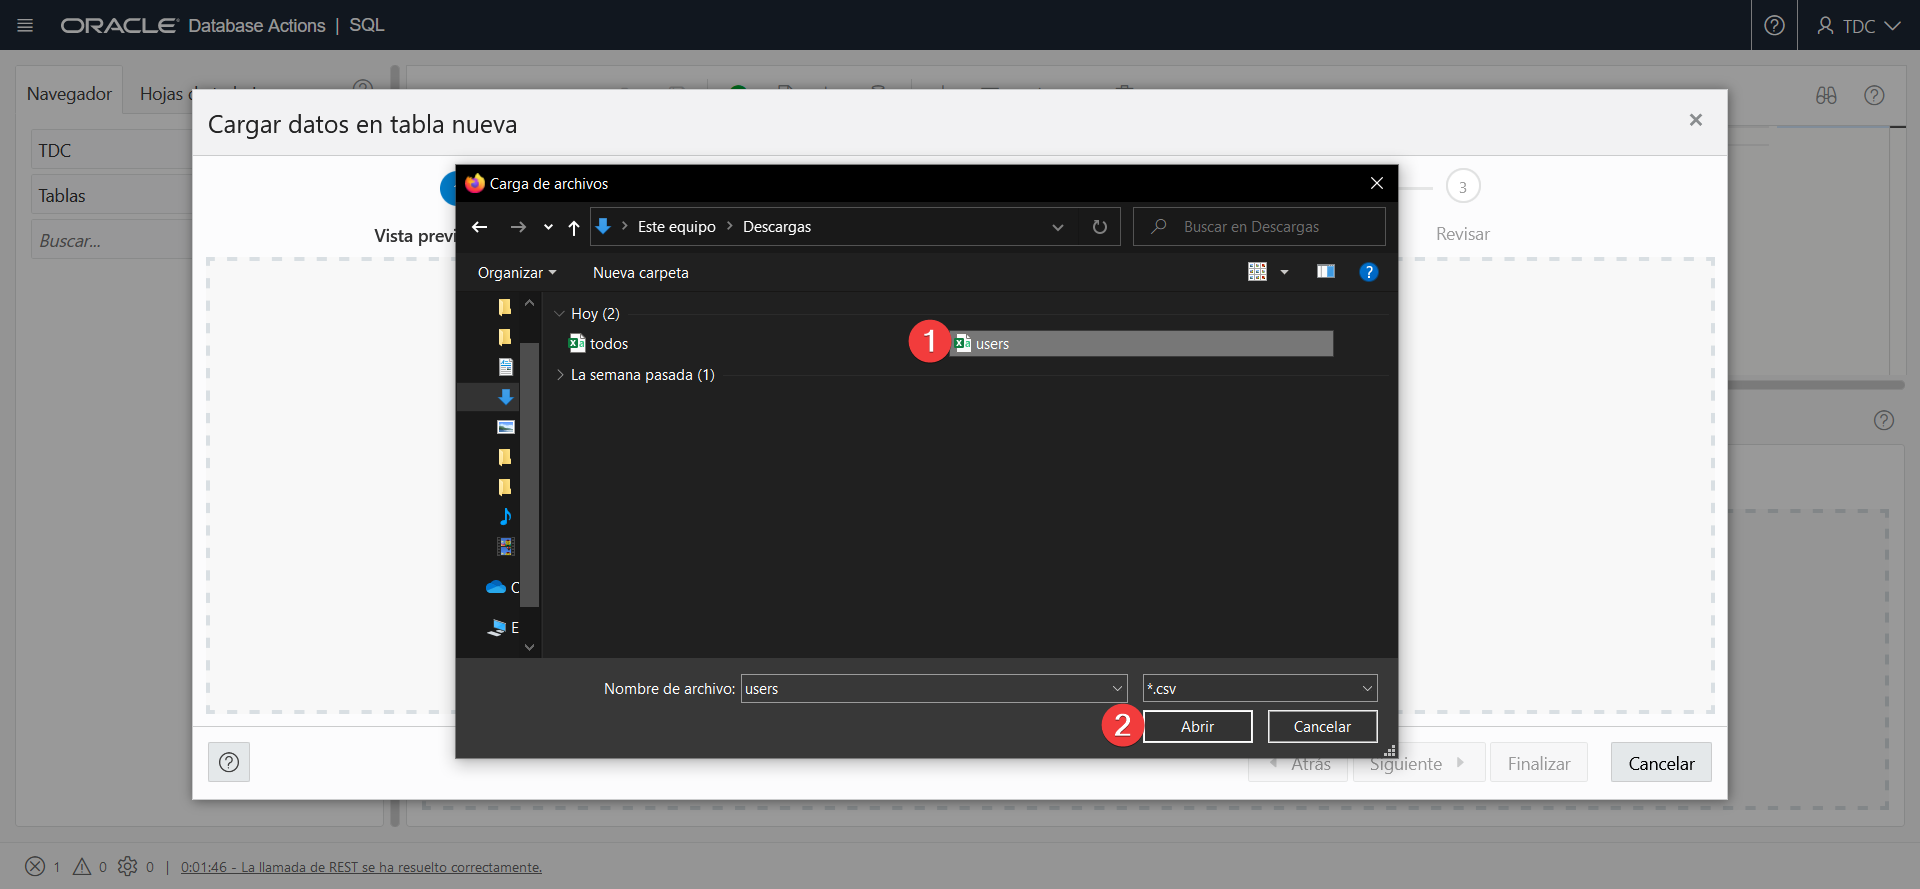 ORACLE Database Actions | SQL
TDC
Navegador
Hojas
TDC
Tablas
Buscar...
Cargar datos en tabla nueva
Vista previ
3
Revisar
Carga de archivos
Este equipo > Descargas
Buscar en Descargas
Organizar
Nueva carpeta
Hoy (2)
todos
1
users
La semana pasada (1)
C
E
Nombre de archivo: users
*.csv
2
Abrir
Cancelar
Atrás
Siguiente
Finalizar
Cancelar
1 0 0 | 0:01:46 - La llamada de REST se ha resuelto correctamente.